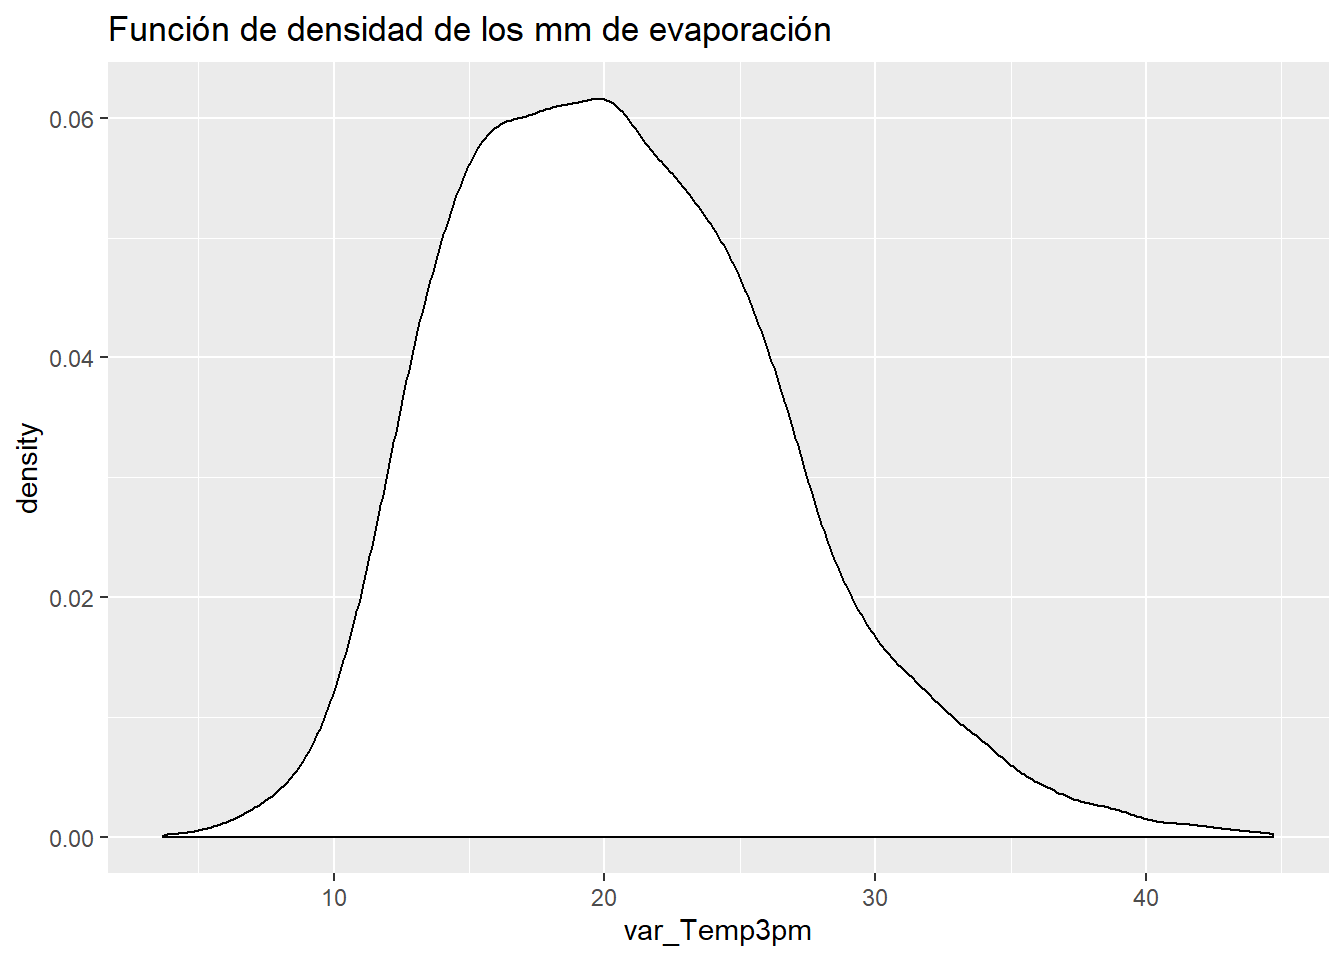 Función de densidad de los mm de evaporación
0.06
0.04
0.02
0.00
density
10 20 30 40
var_Temp3pm